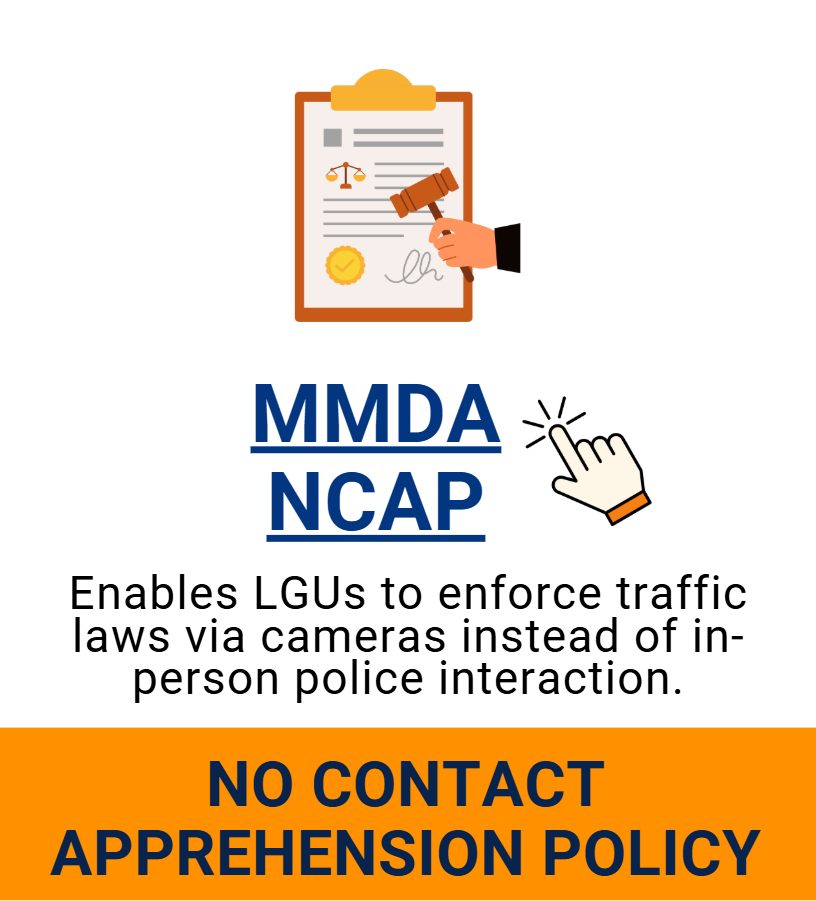 MMDA
NCAP
Enables LGUs to enforce traffic
laws via cameras instead of in-
person police interaction.
NO CONTACT
APPREHENSION POLICY